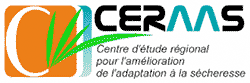 CERAAS
Centre d'étude régional
pour l'amélioration
de l'adaptation à la sécheresse